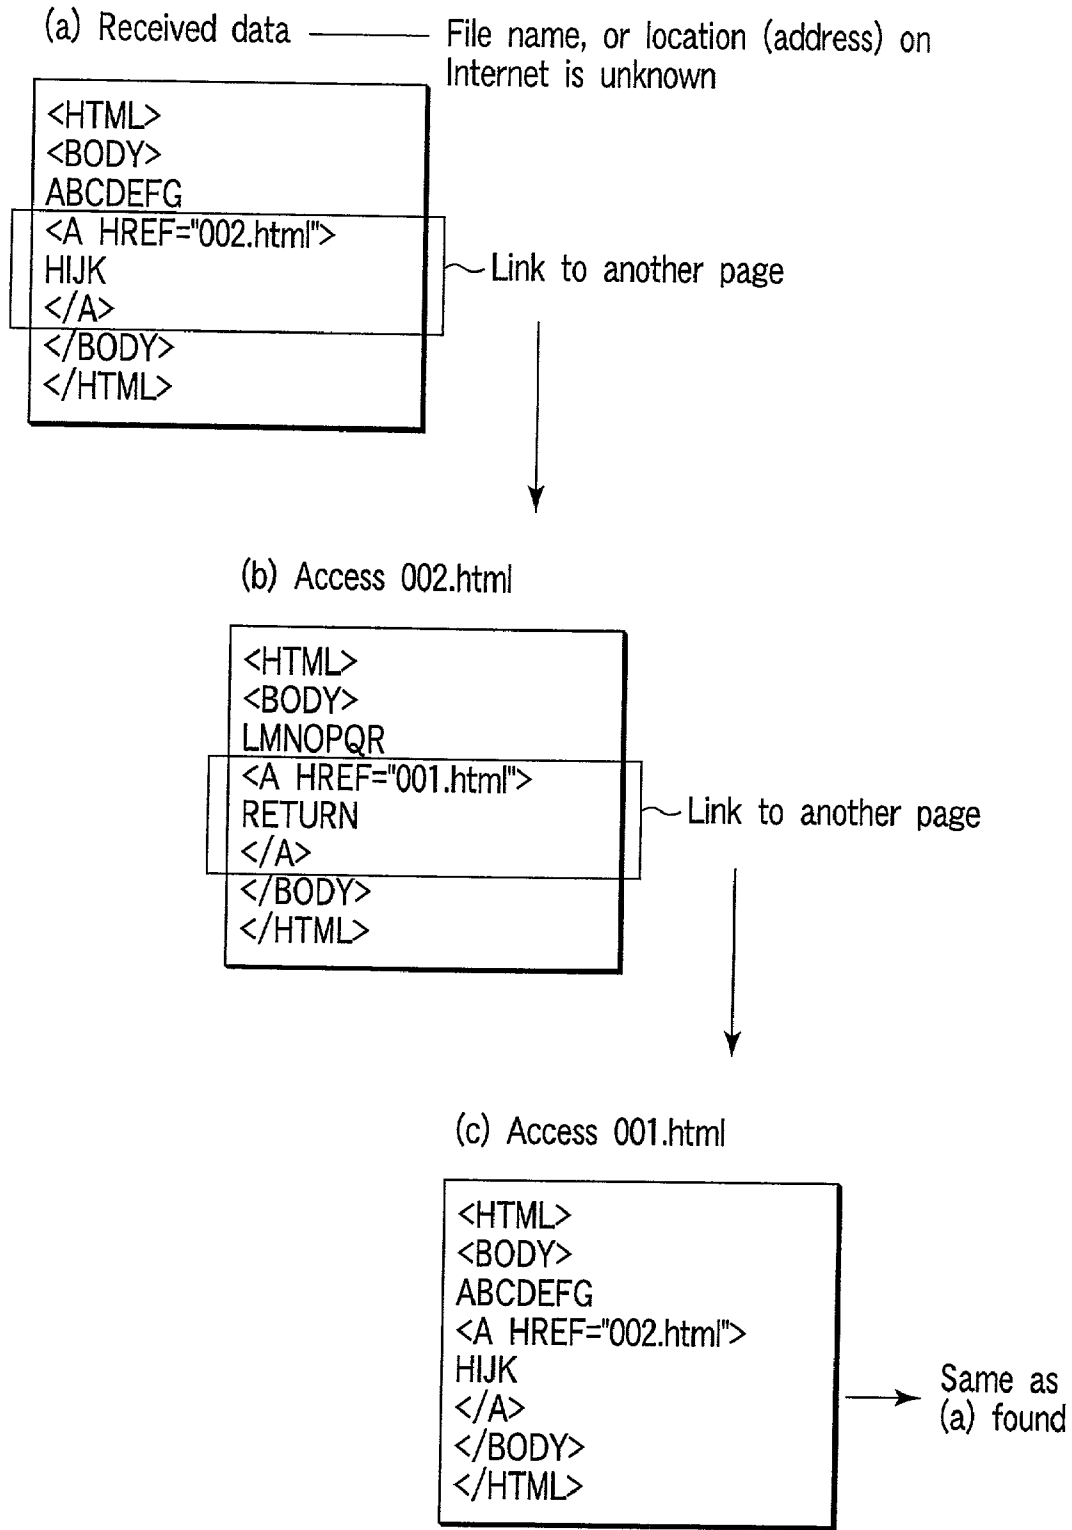 (a) Received data
File name, or location (address) on
Internet is unknown
<HTML>
<BODY>
ABCDEFG
<A HREF="002.html">
HIJK
</A>
</BODY>
</HTML>
Link to another page
(b) Access 002.html
<HTML>
<BODY>
LMNOPQR
<A HREF="001.html">
RETURN
</A>
</BODY>
</HTML>
Link to another page
(c) Access 001.html
<HTML>
<BODY>
ABCDEFG
<A HREF="002.html">
HIJK
</A>
</BODY>
</HTML>
Same as
(a) found